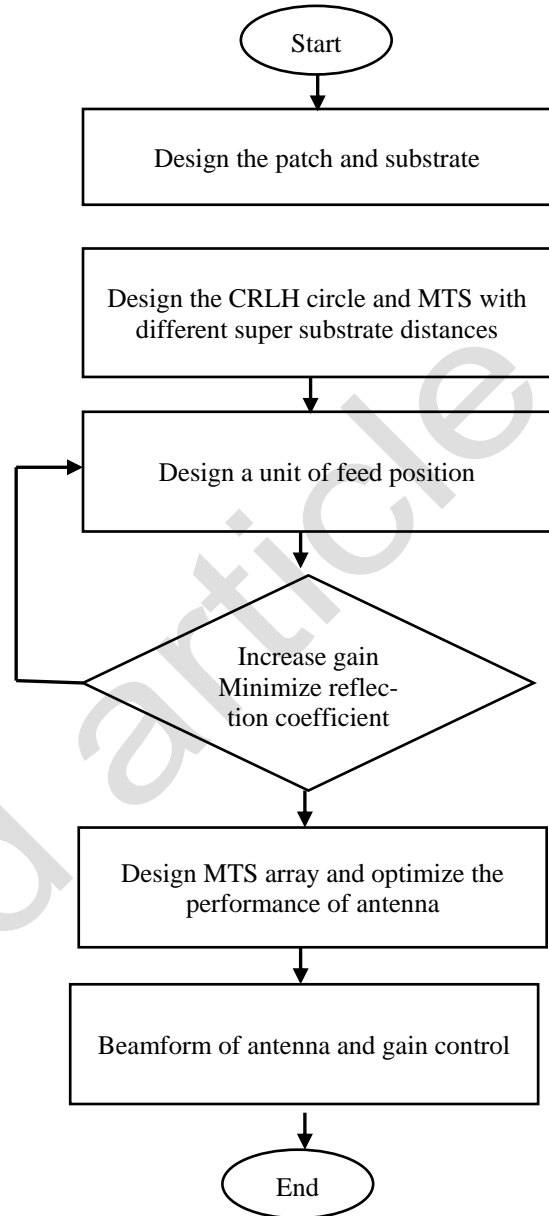 Start
Design the patch and substrate
Design the CRLH circle and MTS with
different super substrate distances
Design a unit of feed position
Increase gain
Minimize reflec-
tion coefficient
Design MTS array and optimize the
performance of antenna
Beamform of antenna and gain control
End
d article